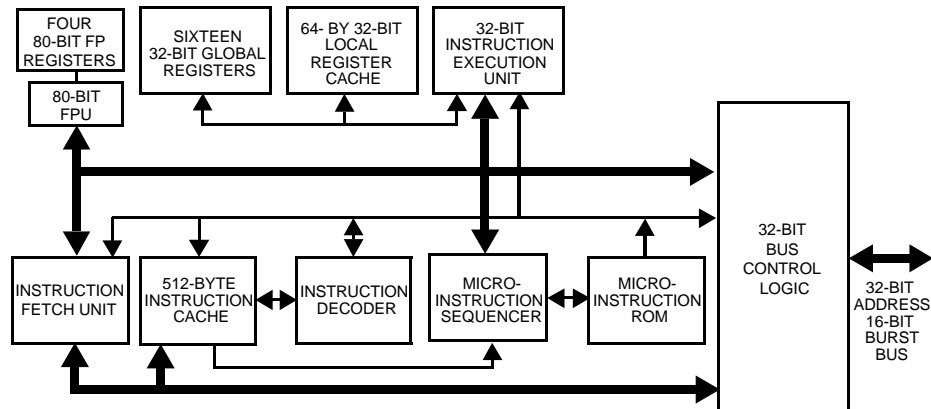 FOUR
80-BIT FP
REGISTERS
80-BIT
FPU
SIXTEEN
32-BIT GLOBAL
REGISTERS
64- BY 32-BIT
LOCAL
REGISTER
CACHE
32-BIT
INSTRUCTION
EXECUTION
UNIT
INSTRUCTION
FETCH UNIT
512-BYTE
INSTRUCTION
CACHE
INSTRUCTION
DECODER
MICRO-
INSTRUCTION
SEQUENCER
MICRO-
INSTRUCTION
ROM
32-BIT
BUS
CONTROL
LOGIC
32-BIT
ADDRESS
16-BIT
BURST
BUS